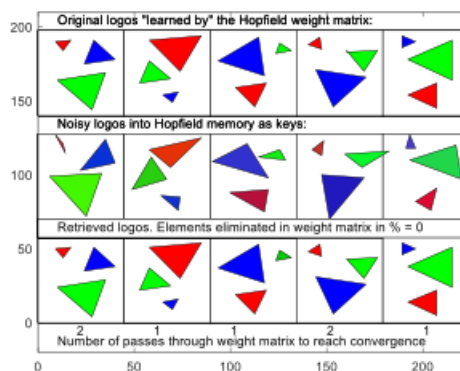 Original logos "learned by" the Hopfield weight matrix:
200
150
Noisy logos into Hopfield memory as keys:
100
Retrieved logos. Elements eliminated in weight matrix in % = 0
50
0
2 1 1 2 1
Number of passes through weight matrix to reach convergence
0 50 100 150 200